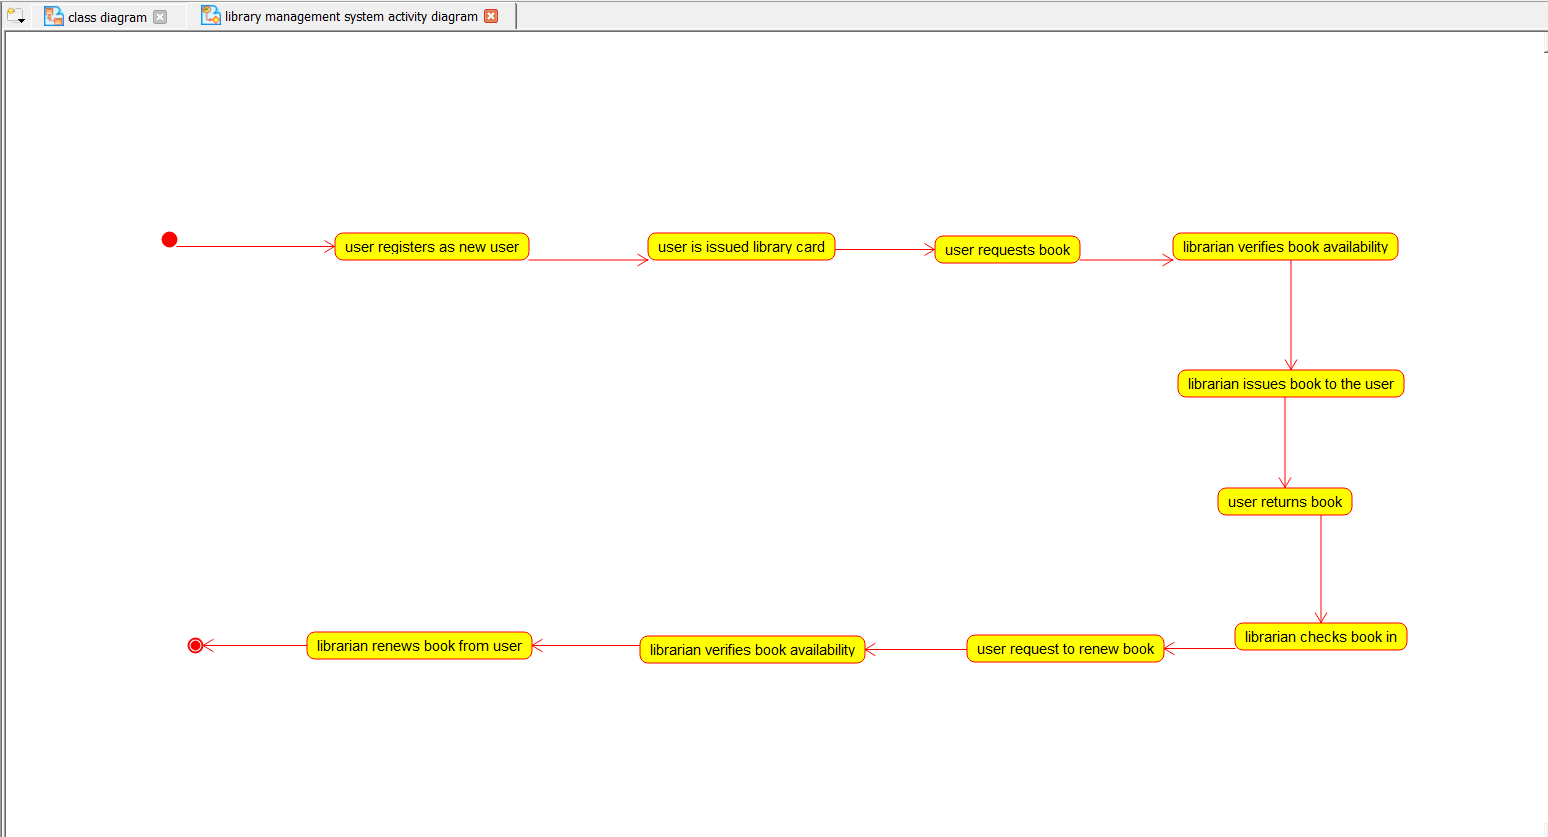 class diagram
library management system activity diagram
user registers as new user
user is issued library card
user requests book
librarian verifies book availability
librarian issues book to the user
user returns book
librarian checks book in
user request to renew book
librarian verifies book availability
librarian renews book from user